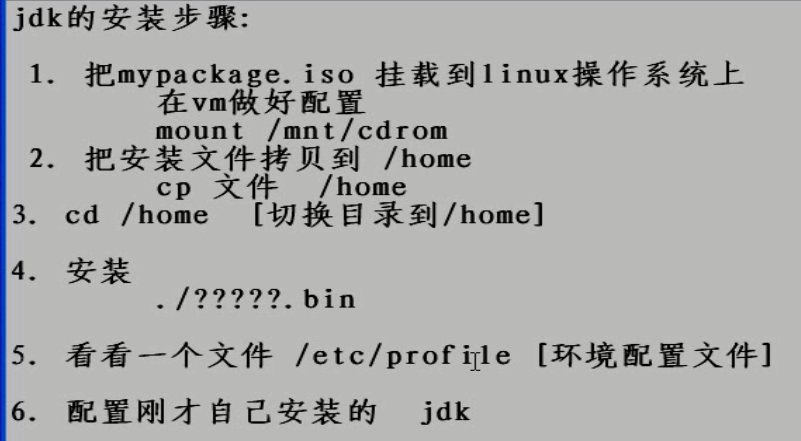 jdk的安装步骤:
1. 把mypackage.iso 挂载到linux操作系统上
在vm做好配置
mount /mnt/cdrom
2. 把安装文件拷贝到 /home
cp 文件 /home
3. cd /home [切换目录到/home]
4. 安装
./?????.bin
5. 看看一个文件 /etc/profile [环境配置文件]
6. 配置刚才自己安装的 jdk